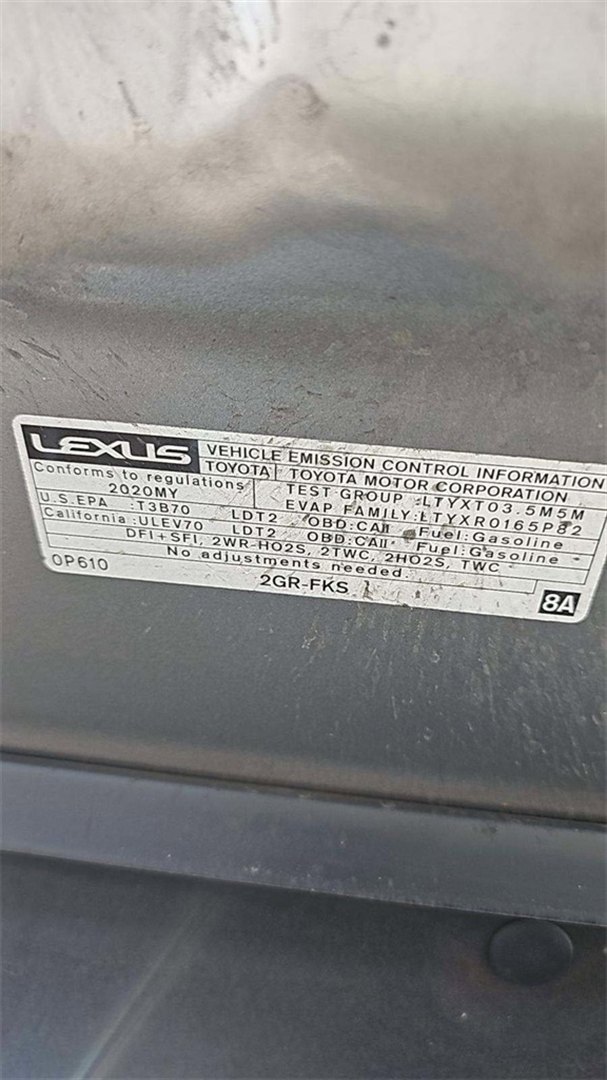 LEXUS VEHICLE EMISSION CONTROL INFORMATION
Conforms to regulations TOYOTA TOYOTA MOTOR CORPORATION
2020MY TEST GROUP :LTYXT03.5M5M
EVAP FAMILY:LTYXR0165P82
U.S.EPA :T3B70 LDT2 OBD:CAII Fuel:Gasoline
California :ULEV70 LDT2 OBD:CAII Fuel:Gasoline
DFI+SFI, 2WR-HO2S, 2TWC, 2HO2S, TWC
No adjustments needed.
0P610 2GR-FKS 8A